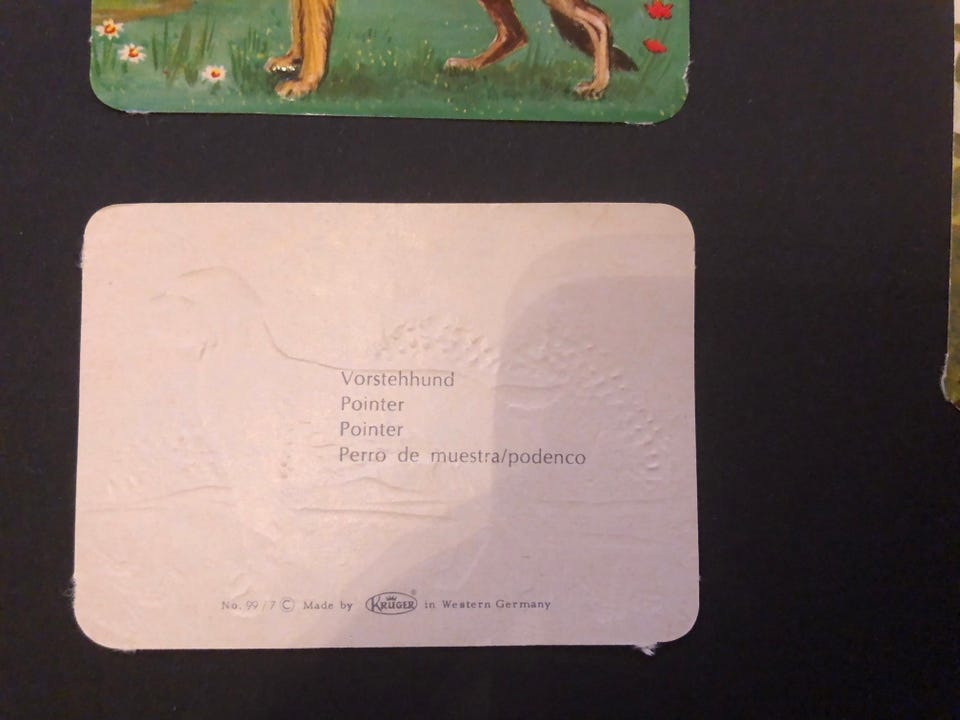 Vorstehhund
Pointer
Pointer
Perro de muestra/podenco
No. 99/7 © Made by KRÜGER ® in Western Germany